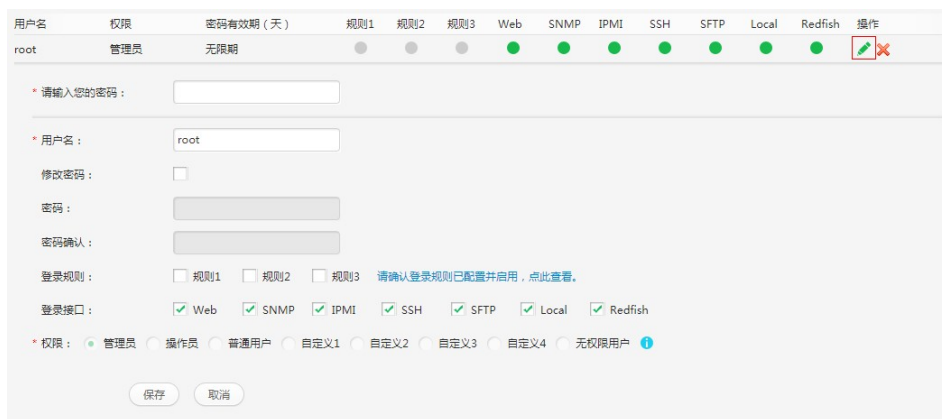 用户名 权限 密码有效期（天） 规则1 规则2 规则3 Web SNMP IPMI SSH SFTP Local Redfish 操作
root 管理员 无限期
* 请输入您的密码：
* 用户名： root
修改密码：
密码：
密码确认：
登录规则： 规则1 规则2 规则3 请确认登录规则已配置并启用，点此查看。
登录接口： Web SNMP IPMI SSH SFTP Local Redfish
* 权限： 管理员 操作员 普通用户 自定义1 自定义2 自定义3 自定义4 无权限用户
保存 取消